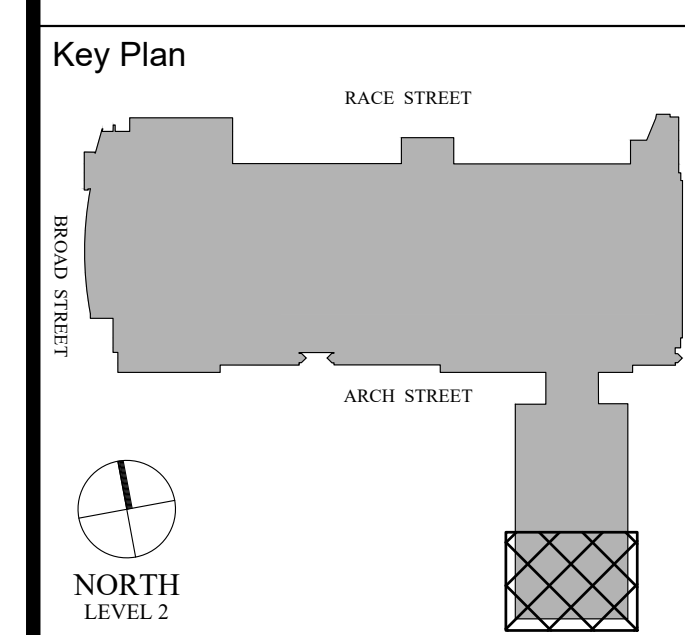 Key Plan
RACE STREET
BROAD STREET
ARCH STREET
NORTH
LEVEL 2